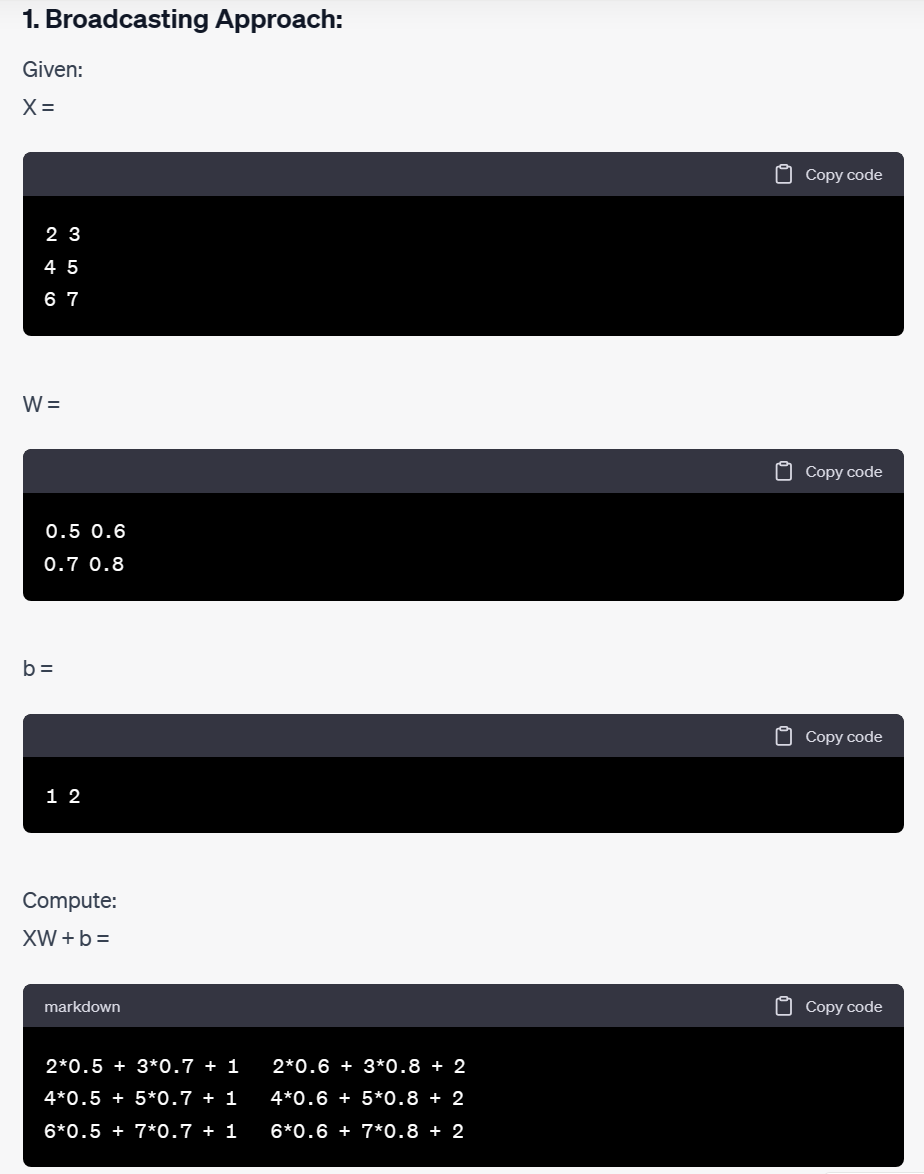 1. Broadcasting Approach:
Given:
X =
Copy code
2 3
4 5
6 7
W =
Copy code
0.5 0.6
0.7 0.8
b =
Copy code
1 2
Compute:
XW + b =
markdown Copy code
2*0.5 + 3*0.7 + 1   2*0.6 + 3*0.8 + 2
4*0.5 + 5*0.7 + 1   4*0.6 + 5*0.8 + 2
6*0.5 + 7*0.7 + 1   6*0.6 + 7*0.8 + 2